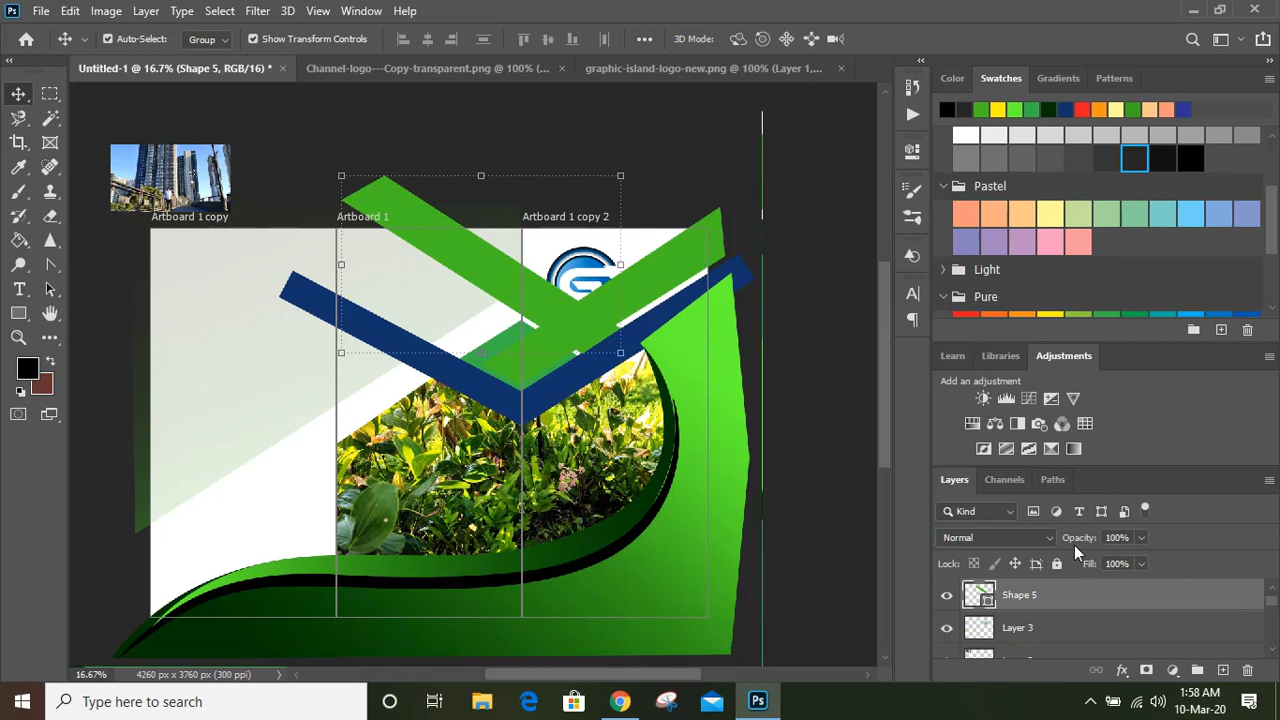 Ps File Edit Image Layer Type Select Filter 3D View Window Help
Auto-Select: Group Show Transform Controls 3D Mode:
Untitled-1 @ 16.7% (Shape 5, RGB/16) * Channel-logo---Copy-transparent.png @ 100% (... graphic-island-logo-new.png @ 100% (Layer 1,...
Color Swatches Gradients Patterns
Pastel
Artboard 1 copy Artboard 1 Artboard 1 copy 2
Light
Pure
Learn Libraries Adjustments
Add an adjustment
Layers Channels Paths
Kind
Normal Opacity: 100%
Lock: Fill: 100%
Shape 5
Layer 3
16.67% 4260 px x 3760 px (300 ppi)
Type here to search
1:58 AM
10-Mar-20